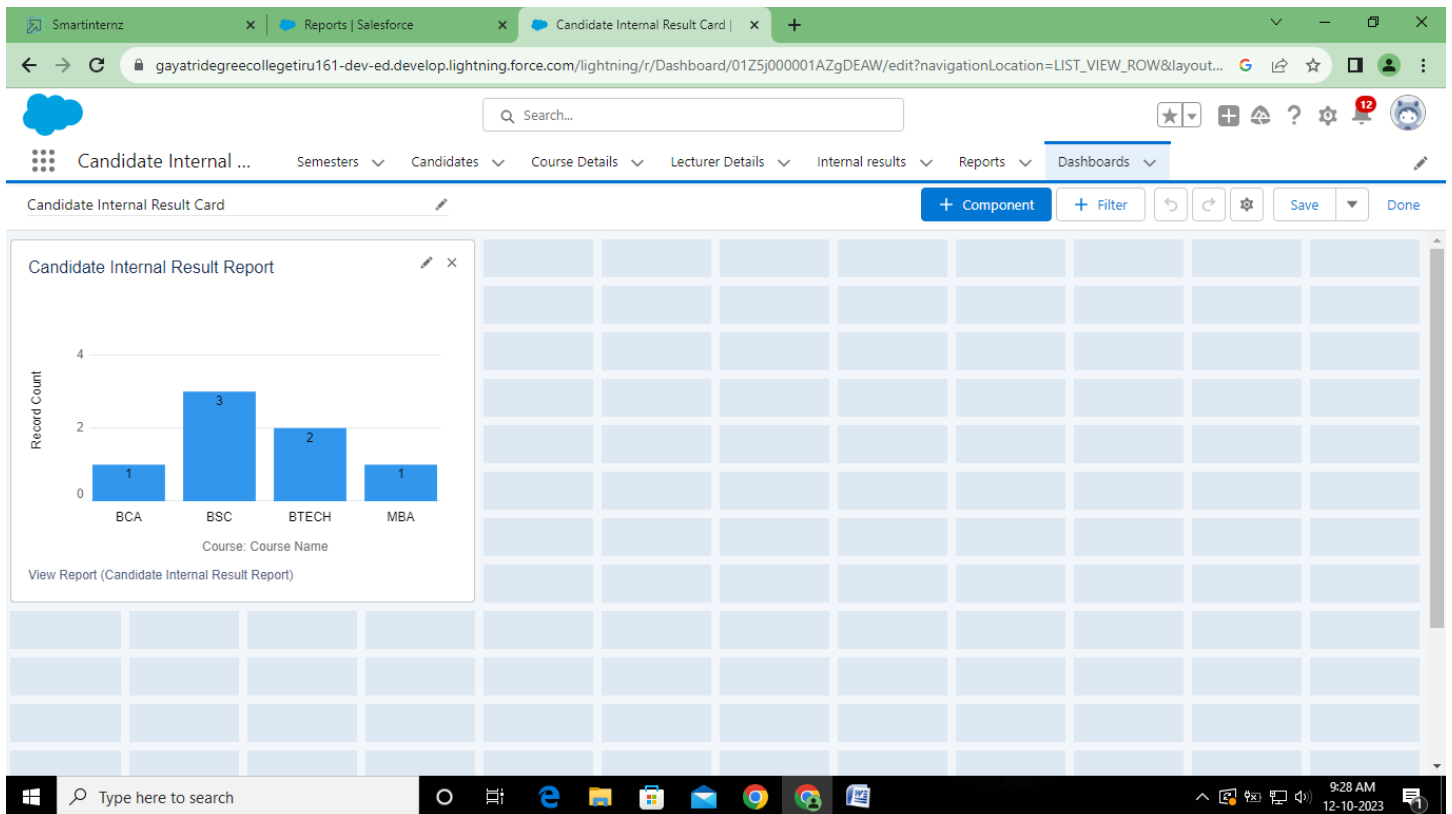 Smartinternz
Reports | Salesforce
Candidate Internal Result Card |
gayatridegreecollegetiru161-dev-ed.develop.lightning.force.com/lightning/r/Dashboard/01Z5j000001AZgDEAW/edit?navigationLocation=LIST_VIEW_ROW&layout...
Search...
12
Candidate Internal ...
Semesters
Candidates
Course Details
Lecturer Details
Internal results
Reports
Dashboards
Candidate Internal Result Card
+ Component
+ Filter
Save
Done
Candidate Internal Result Report
Record Count
4
2
0
1
3
2
1
BCA
BSC
BTECH
MBA
Course: Course Name
View Report (Candidate Internal Result Report)
Type here to search
9:28 AM
12-10-2023
1